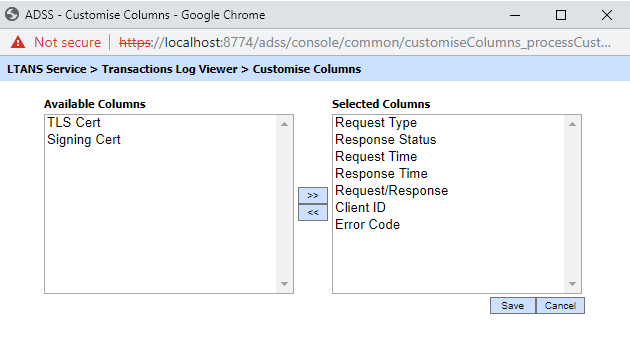 ADSS - Customise Columns - Google Chrome
Not secure | https://localhost:8774/adss/console/common/customiseColumns_processCust...
LTANS Service > Transactions Log Viewer > Customise Columns
Available Columns
TLS Cert
Signing Cert
>>
<<
Selected Columns
Request Type
Response Status
Request Time
Response Time
Request/Response
Client ID
Error Code
Save
Cancel